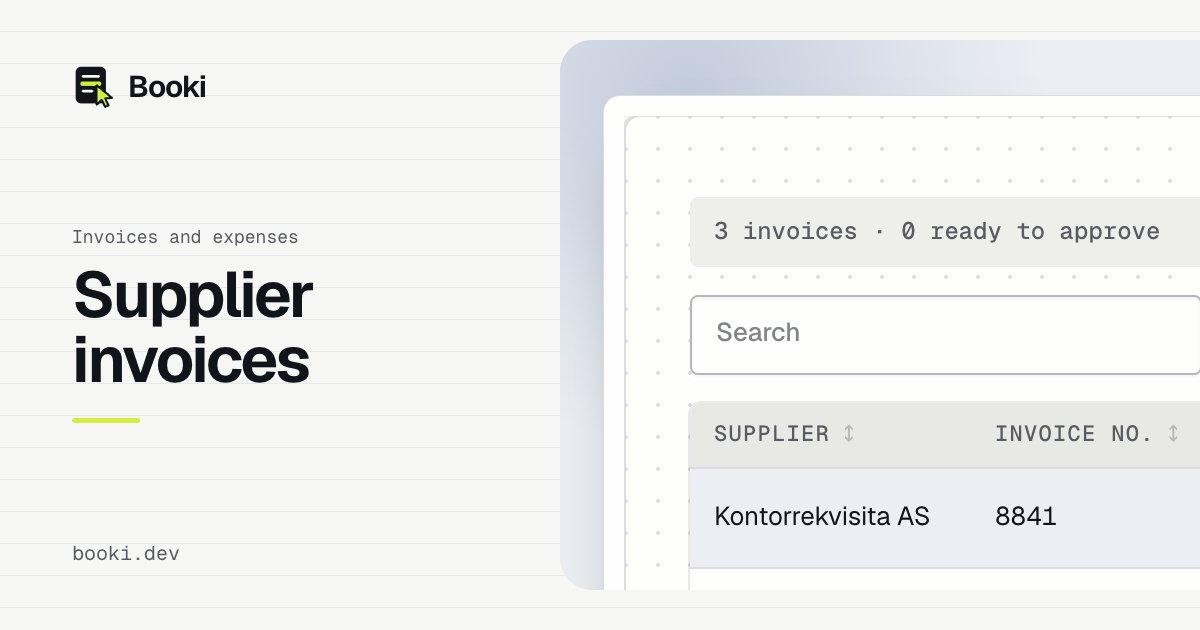 Booki
Invoices and expenses
Supplier
invoices
booki.dev
3 invoices · 0 ready to approve
Search
SUPPLIER ↕ INVOICE NO. ↕
Kontorrekvisita AS 8841